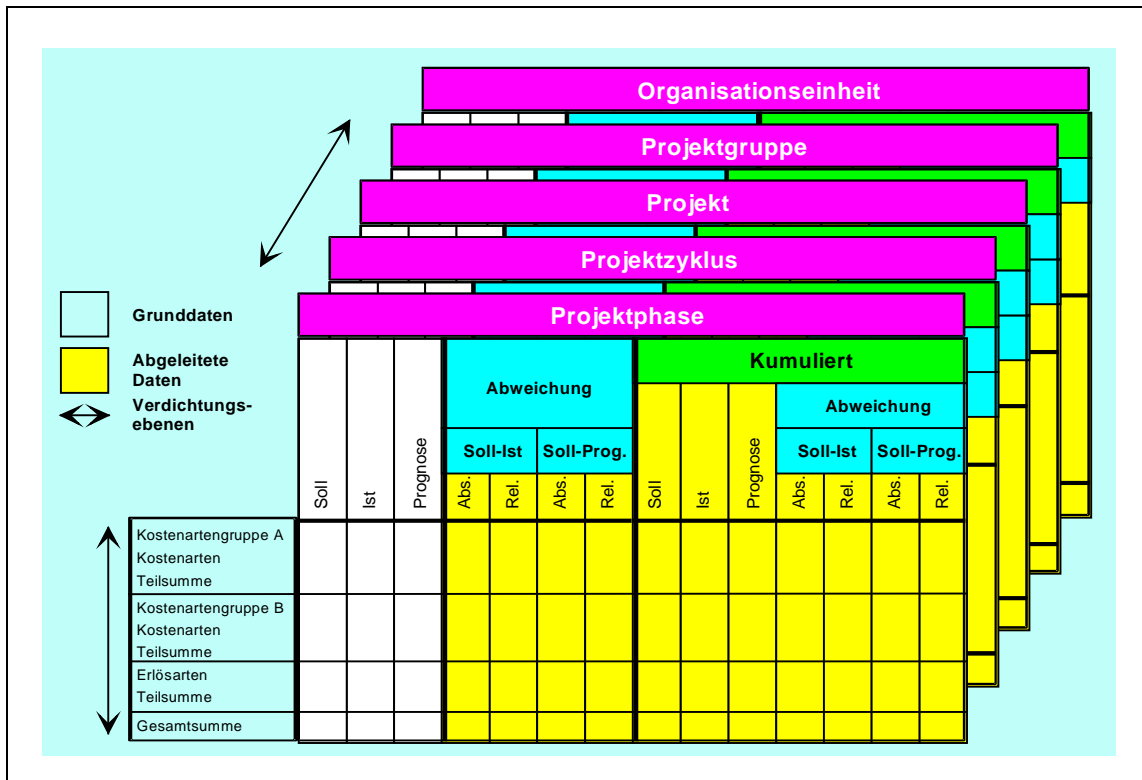 Organisationseinheit
Projektgruppe
Projekt
Projektzyklus
Projektphase
Grunddaten
Abgeleitete
Daten
Verdichtungs-
ebenen
Kumuliert
Abweichung
Abweichung
Soll-Ist
Soll-Prog.
Soll-Ist
Soll-Prog.
Soll
Ist
Prognose
Abs.
Rel.
Abs.
Rel.
Soll
Ist
Prognose
Abs.
Rel.
Abs.
Rel.
Kostenartengruppe A
Kostenarten
Teilsumme
Kostenartengruppe B
Kostenarten
Teilsumme
Erlösarten
Teilsumme
Gesamtsumme